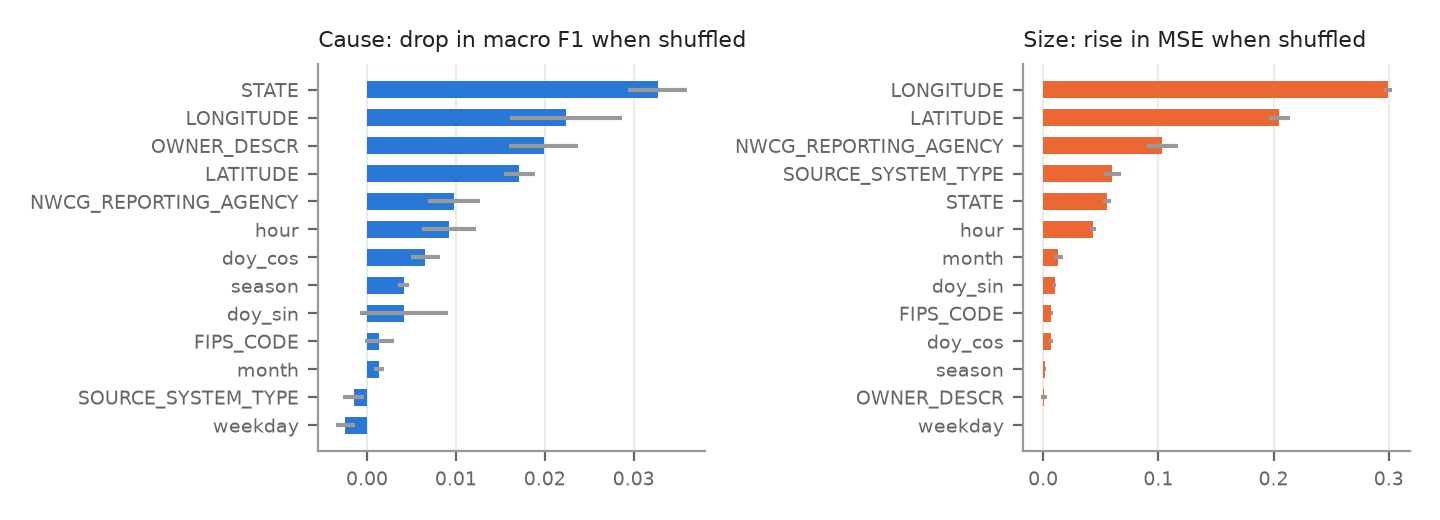 Cause: drop in macro F1 when shuffled
STATE
LONGITUDE
OWNER_DESCR
LATITUDE
NWCG_REPORTING_AGENCY
hour
doy_cos
season
doy_sin
FIPS_CODE
month
SOURCE_SYSTEM_TYPE
weekday
0.00 0.01 0.02 0.03
Size: rise in MSE when shuffled
LONGITUDE
LATITUDE
NWCG_REPORTING_AGENCY
SOURCE_SYSTEM_TYPE
STATE
hour
month
doy_sin
FIPS_CODE
doy_cos
season
OWNER_DESCR
weekday
0.0 0.1 0.2 0.3